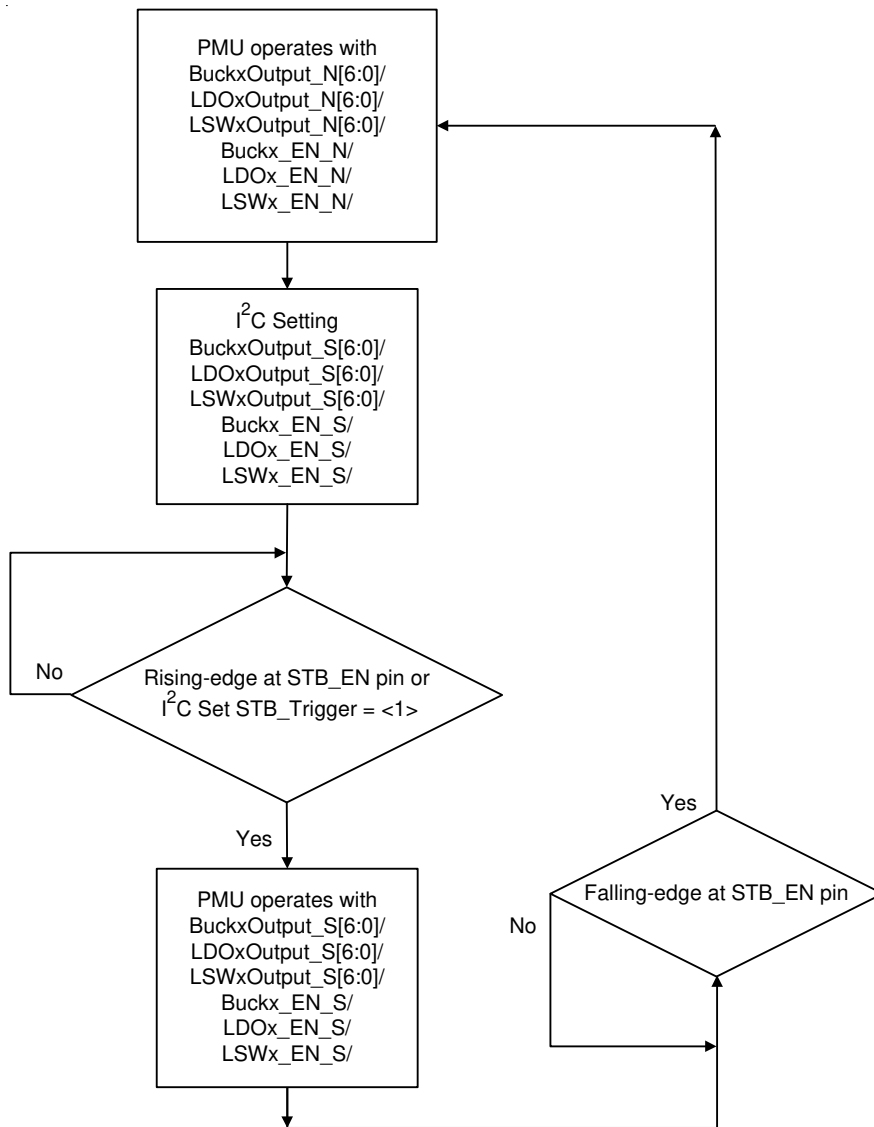 PMU operates with
BuckxOutput_N[6:0]/
LDOxOutput_N[6:0]/
LSWxOutput_N[6:0]/
Buckx_EN_N/
LDOx_EN_N/
LSWx_EN_N/
I²C Setting
BuckxOutput_S[6:0]/
LDOxOutput_S[6:0]/
LSWxOutput_S[6:0]/
Buckx_EN_S/
LDOx_EN_S/
LSWx_EN_S/
No
Rising-edge at STB_EN pin or
I²C Set STB_Trigger = <1>
Yes
PMU operates with
BuckxOutput_S[6:0]/
LDOxOutput_S[6:0]/
LSWxOutput_S[6:0]/
Buckx_EN_S/
LDOx_EN_S/
LSWx_EN_S/
Yes
Falling-edge at STB_EN pin
No